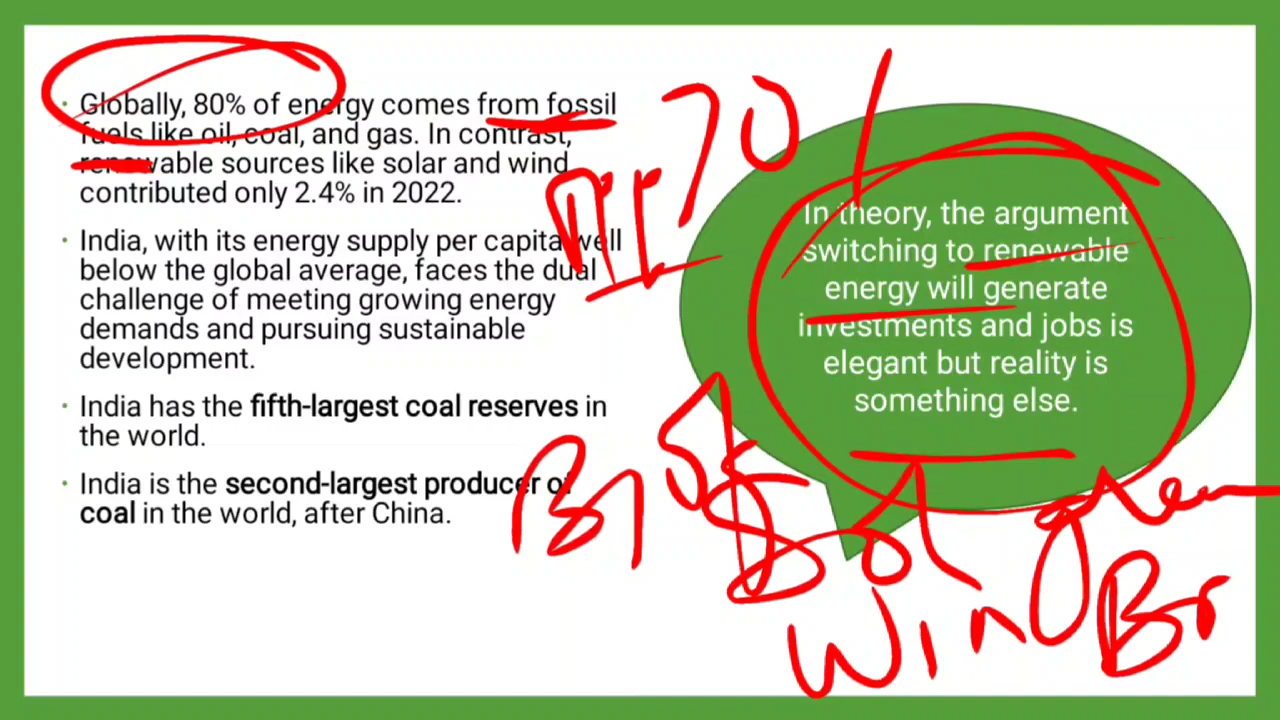 • Globally, 80% of energy comes from fossil
fuels like oil, coal, and gas. In contrast,
renewable sources like solar and wind
contributed only 2.4% in 2022.
• India, with its energy supply per capita well
below the global average, faces the dual
challenge of meeting growing energy
demands and pursuing sustainable
development.
• India has the fifth-largest coal reserves in
the world.
• India is the second-largest producer of
coal in the world, after China.
70/
In theory, the argument
switching to renewable
energy will generate
investments and jobs is
elegant but reality is
something else.
Win
Br